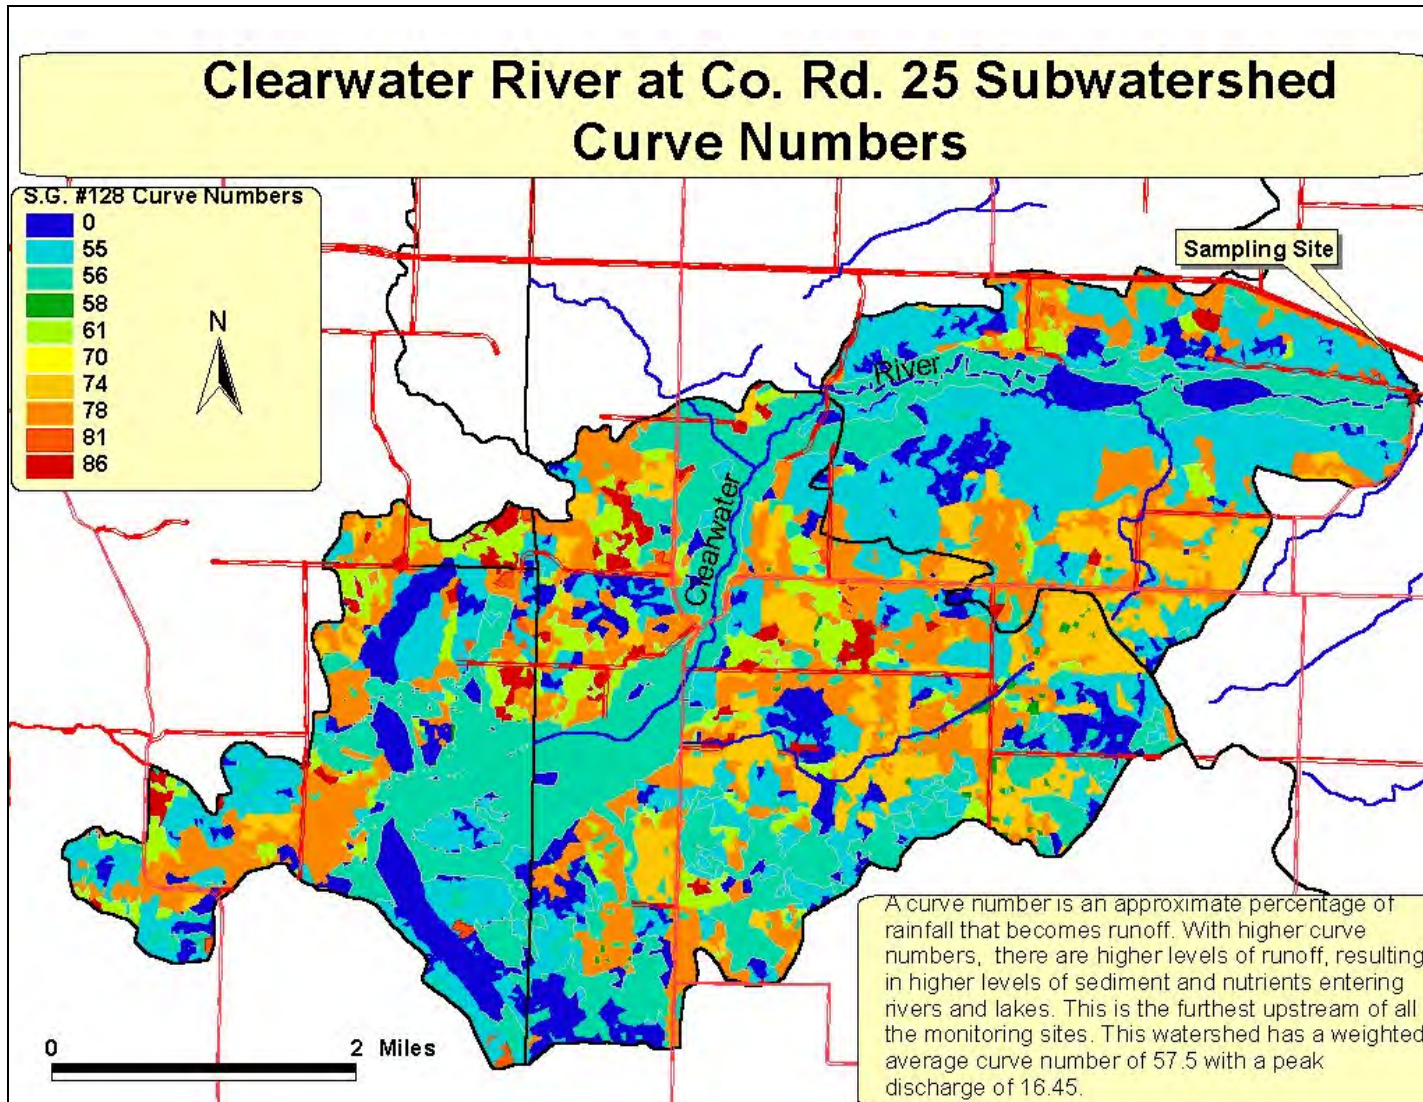 Clearwater River at Co. Rd. 25 Subwatershed
Curve Numbers
S.G. #128 Curve Numbers
0
55
56
58
61
70
74
78
81
86
N
Sampling Site
River
Clearwater
0 2 Miles
A curve number is an approximate percentage of
rainfall that becomes runoff. With higher curve
numbers, there are higher levels of runoff, resulting
in higher levels of sediment and nutrients entering
rivers and lakes. This is the furthest upstream of all
the monitoring sites. This watershed has a weighted
average curve number of 57.5 with a peak
discharge of 16.45.